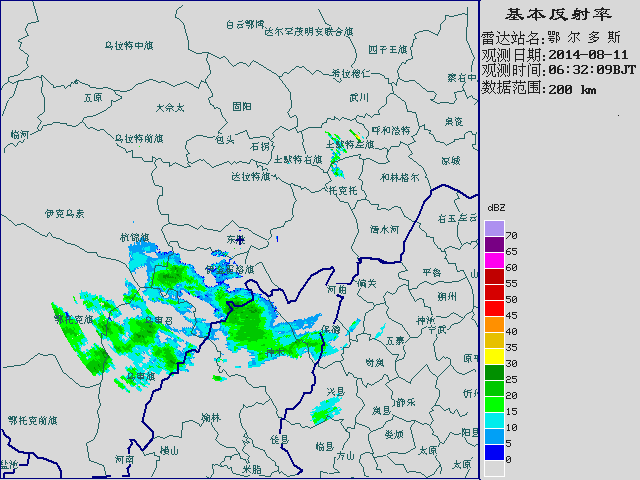 基本反射率
雷达站名:鄂尔多斯
观测日期:2014-08-11
观测时间:06:32:09BJT
数据范围:200 km
dBZ
70
65
60
55
50
45
40
35
30
25
20
15
10
5
0
白云鄂博
达尔罕茂明安联合旗
乌拉特中旗
四子王旗
希拉穆仁
察右中
五原
大佘太
固阳
武川
卓资
临河
乌拉特前旗
包头
石拐
呼和浩特
土默特左旗
土默特右旗
凉城
达拉特旗
托克托
和林格尔
伊克乌素
杭锦旗
东胜
清水河
右玉
左云
伊金霍洛旗
河曲
偏关
平鲁
山
朔州
鄂托克旗
乌审召
保德
神池
宁武
五寨
神木
岢岚
原平
乌审旗
兴县
静乐
岚县
忻州
鄂托克前旗
榆林
佳县
临县
娄烦
太原
阳县
盐池
河南
横山
米脂
方山
太原